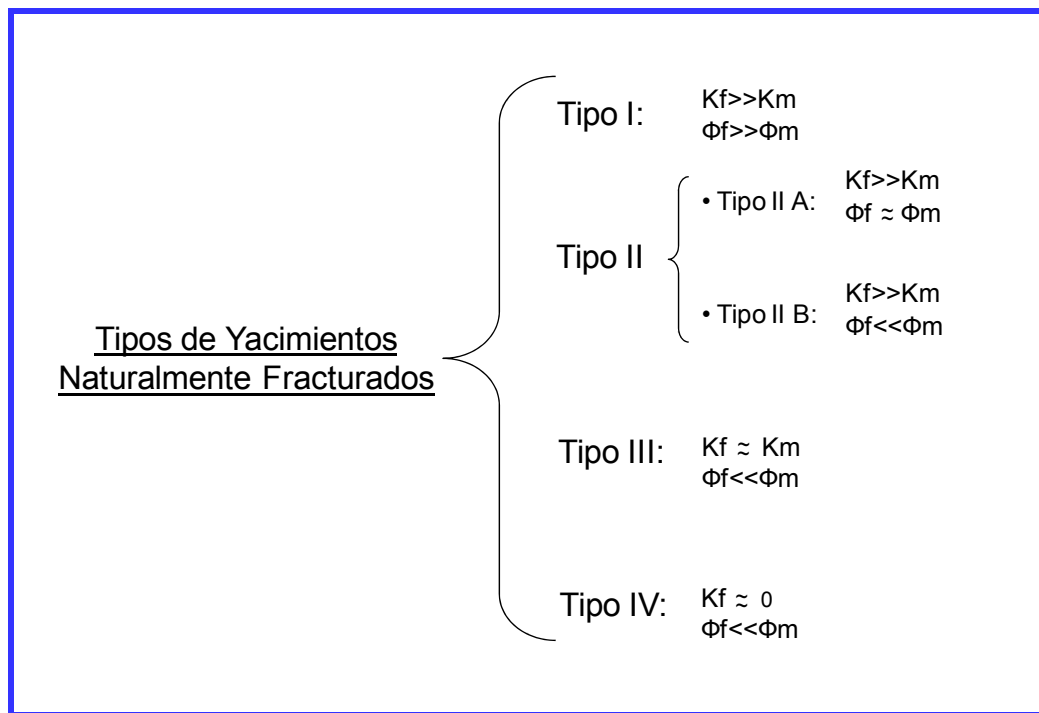 Tipos de Yacimientos
Naturalmente Fracturados
Tipo I:
Kf>>Km
Φf>>Φm
Tipo II
• Tipo II A:
Kf>>Km
Φf ≈ Φm
• Tipo II B:
Kf>>Km
Φf<<Φm
Tipo III:
Kf ≈ Km
Φf<<Φm
Tipo IV:
Kf ≈ 0
Φf<<Φm